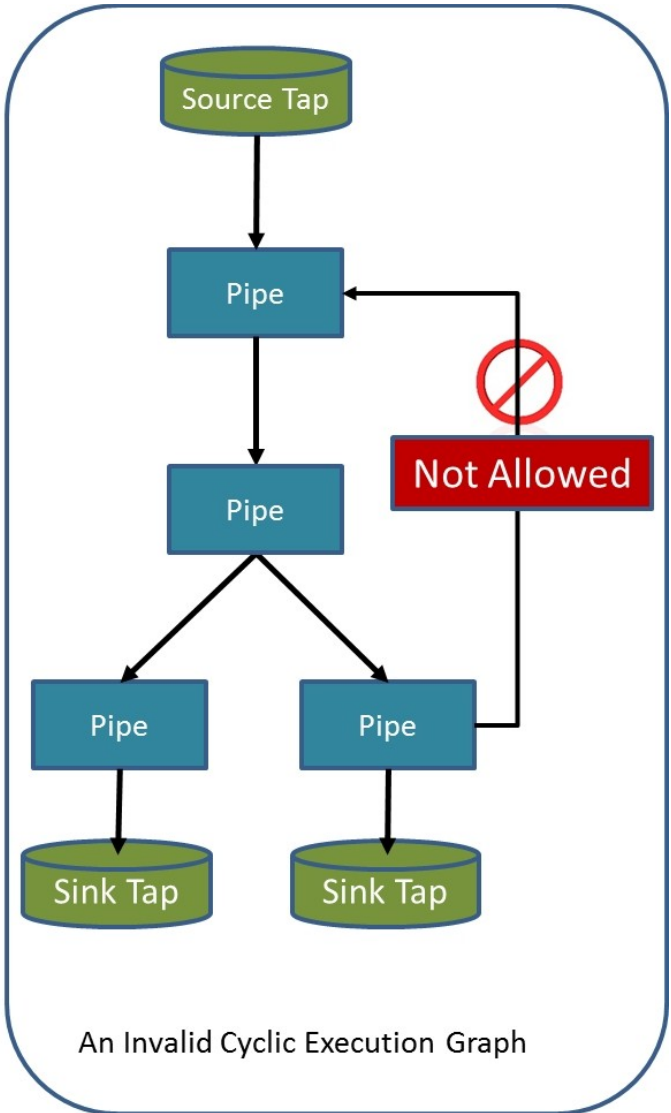 Source Tap
Pipe
Not Allowed
Pipe
Pipe
Pipe
Sink Tap
Sink Tap
An Invalid Cyclic Execution Graph